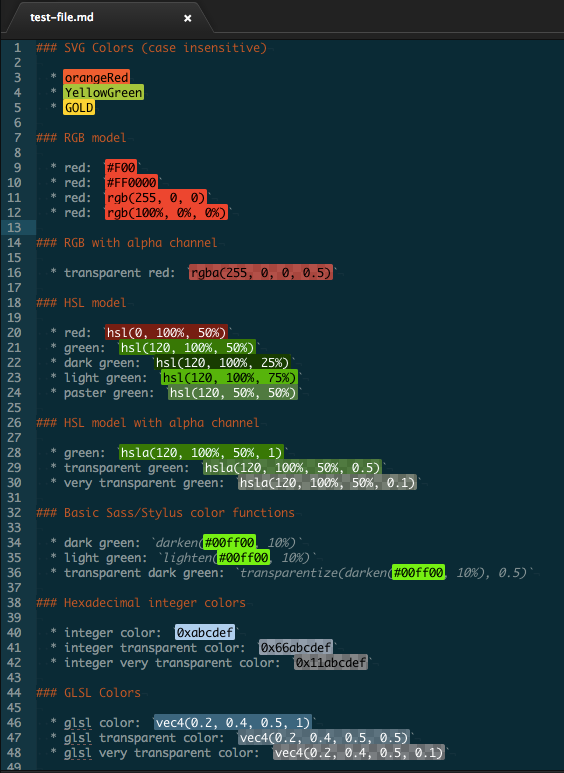 test-file.md ×
1 ### SVG Colors (case insensitive)
2
3 * orangeRed
4 * YellowGreen
5 * GOLD
6
7 ### RGB model
8
9 * red: `#F00`
10 * red: `#FF0000`
11 * red: `rgb(255, 0, 0)`
12 * red: `rgb(100%, 0%, 0%)`
13
14 ### RGB with alpha channel
15
16 * transparent red: `rgba(255, 0, 0, 0.5)`
17
18 ### HSL model
19
20 * red: `hsl(0, 100%, 50%)`
21 * green: `hsl(120, 100%, 50%)`
22 * dark green: `hsl(120, 100%, 25%)`
23 * light green: `hsl(120, 100%, 75%)`
24 * paster green: `hsl(120, 50%, 50%)`
25
26 ### HSL model with alpha channel
27
28 * green: `hsla(120, 100%, 50%, 1)`
29 * transparent green: `hsla(120, 100%, 50%, 0.5)`
30 * very transparent green: `hsla(120, 100%, 50%, 0.1)`
31
32 ### Basic Sass/Stylus color functions
33
34 * dark green: `darken(#00ff00, 10%)`
35 * light green: `lighten(#00ff00, 10%)`
36 * transparent dark green: `transparentize(darken(#00ff00, 10%), 0.5)`
37
38 ### Hexadecimal integer colors
39
40 * integer color: `0xabcdef`
41 * integer transparent color: `0x66abcdef`
42 * integer very transparent color: `0x11abcdef`
43
44 ### GLSL Colors
45
46 * glsl color: `vec4(0.2, 0.4, 0.5, 1)`
47 * glsl transparent color: `vec4(0.2, 0.4, 0.5, 0.5)`
48 * glsl very transparent color: `vec4(0.2, 0.4, 0.5, 0.1)`
49